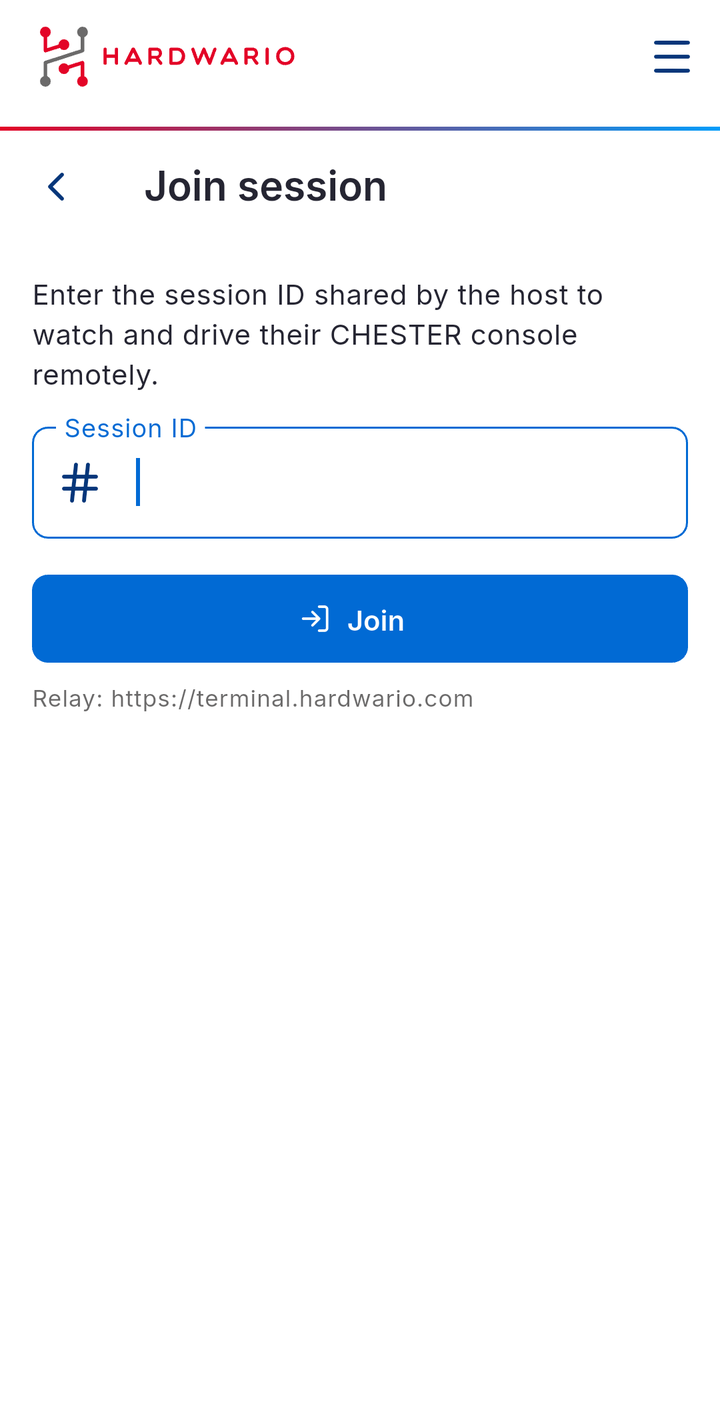 HARDWARIO
Join session
Enter the session ID shared by the host to
watch and drive their CHESTER console
remotely.
Session ID
#
Join
Relay: https://terminal.hardwario.com